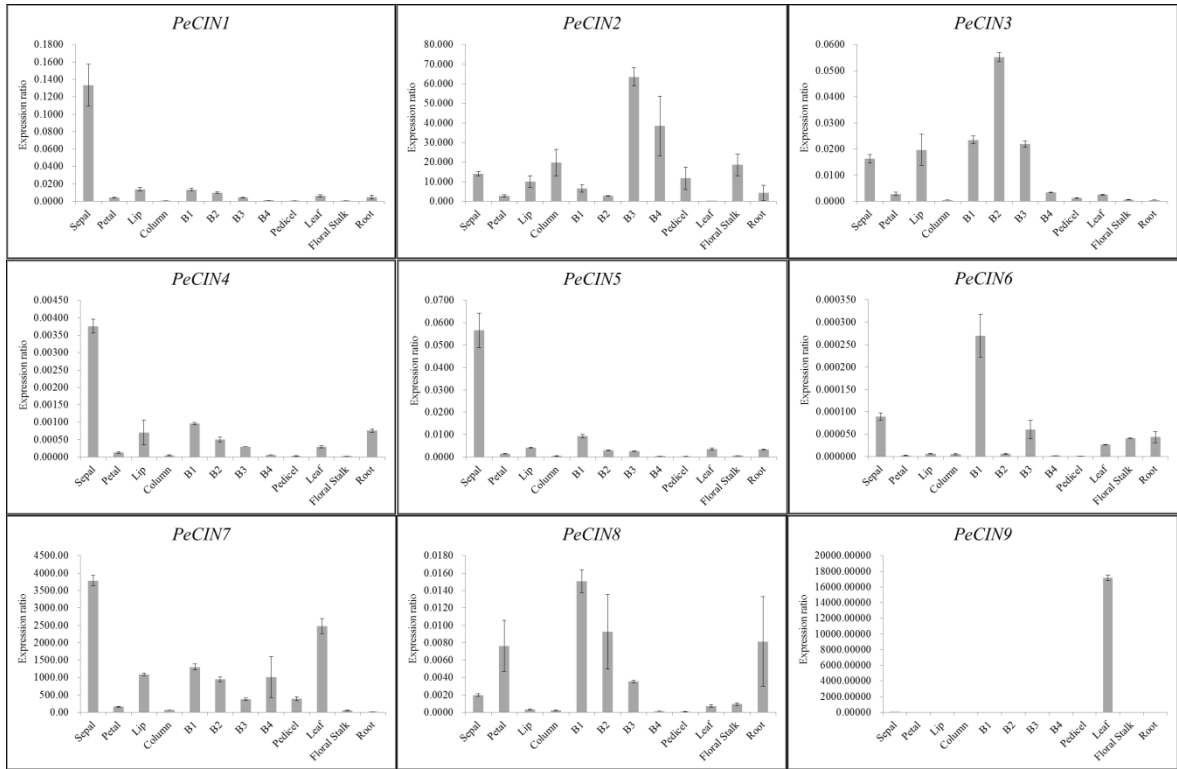 PeCIN1
Expression ratio
0.1800
0.1600
0.1400
0.1200
0.1000
0.0800
0.0600
0.0400
0.0200
0.0000
Sepal
Petal
Lip
Column
B1
B2
B3
B4
Pedicel
Leaf
Floral Stalk
Root
PeCIN2
Expression ratio
80.000
70.000
60.000
50.000
40.000
30.000
20.000
10.000
0.000
Sepal
Petal
Lip
Column
B1
B2
B3
B4
Pedicel
Leaf
Floral Stalk
Root
PeCIN3
Expression ratio
0.0600
0.0500
0.0400
0.0300
0.0200
0.0100
0.0000
Sepal
Petal
Lip
Column
B1
B2
B3
B4
Pedicel
Leaf
Floral Stalk
Root
PeCIN4
Expression ratio
0.00450
0.00400
0.00350
0.00300
0.00250
0.00200
0.00150
0.00100
0.00050
0.00000
Sepal
Petal
Lip
Column
B1
B2
B3
B4
Pedicel
Leaf
Floral Stalk
Root
PeCIN5
Expression ratio
0.0700
0.0600
0.0500
0.0400
0.0300
0.0200
0.0100
0.0000
Sepal
Petal
Lip
Column
B1
B2
B3
B4
Pedicel
Leaf
Floral Stalk
Root
PeCIN6
Expression ratio
0.000350
0.000300
0.000250
0.000200
0.000150
0.000100
0.000050
0.000000
Sepal
Petal
Lip
Column
B1
B2
B3
B4
Pedicel
Leaf
Floral Stalk
Root
PeCIN7
Expression ratio
4500.00
4000.00
3500.00
3000.00
2500.00
2000.00
1500.00
1000.00
500.00
0.00
Sepal
Petal
Lip
Column
B1
B2
B3
B4
Pedicel
Leaf
Floral Stalk
Root
PeCIN8
Expression ratio
0.0180
0.0160
0.0140
0.0120
0.0100
0.0080
0.0060
0.0040
0.0020
0.0000
Sepal
Petal
Lip
Column
B1
B2
B3
B4
Pedicel
Leaf
Floral Stalk
Root
PeCIN9
Expression ratio
20000.00000
18000.00000
16000.00000
14000.00000
12000.00000
10000.00000
8000.00000
6000.00000
4000.00000
2000.00000
0.00000
Sepal
Petal
Lip
Column
B1
B2
B3
B4
Pedicel
Leaf
Floral Stalk
Root